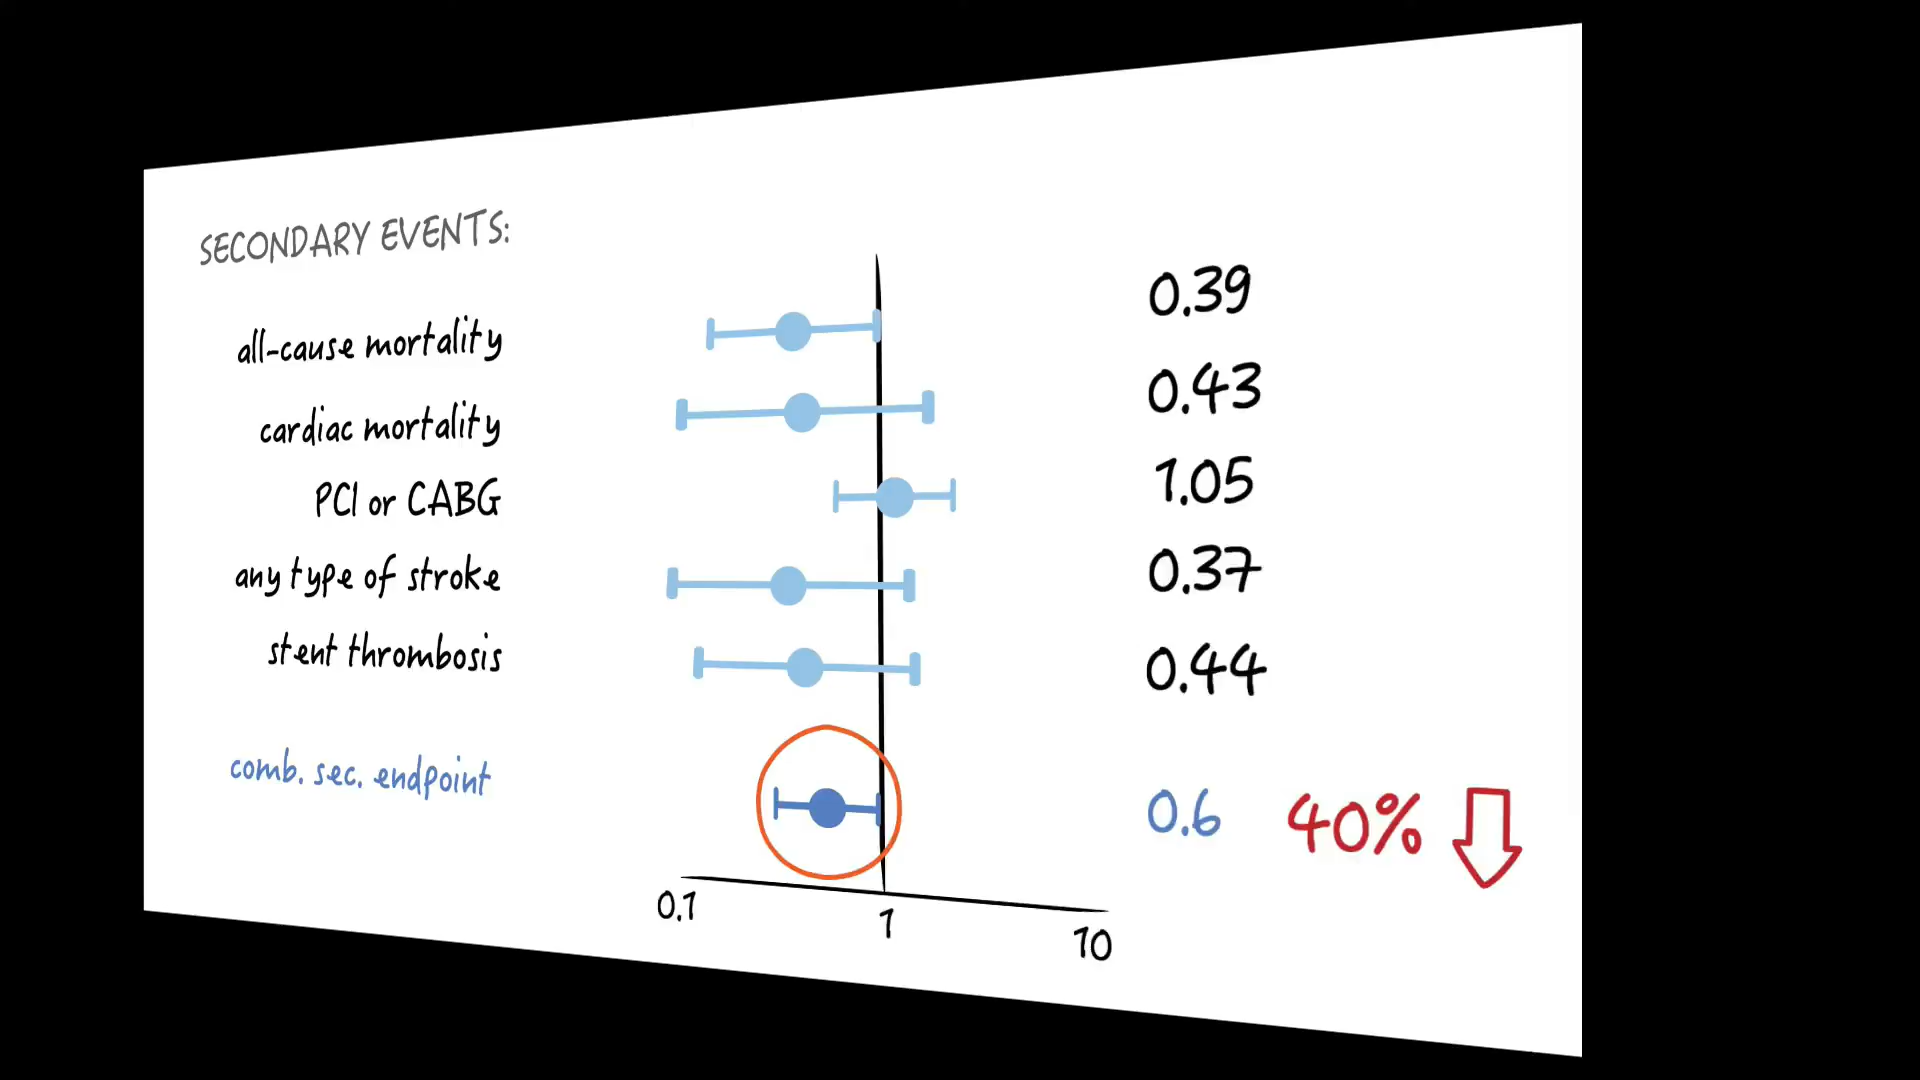 SECONDARY EVENTS:
all-cause mortality 0.39
cardiac mortality 0.43
PCI or CABG 1.05
any type of stroke 0.37
stent thrombosis 0.44
comb. sec. endpoint 0.6 40%
0.1 1 10